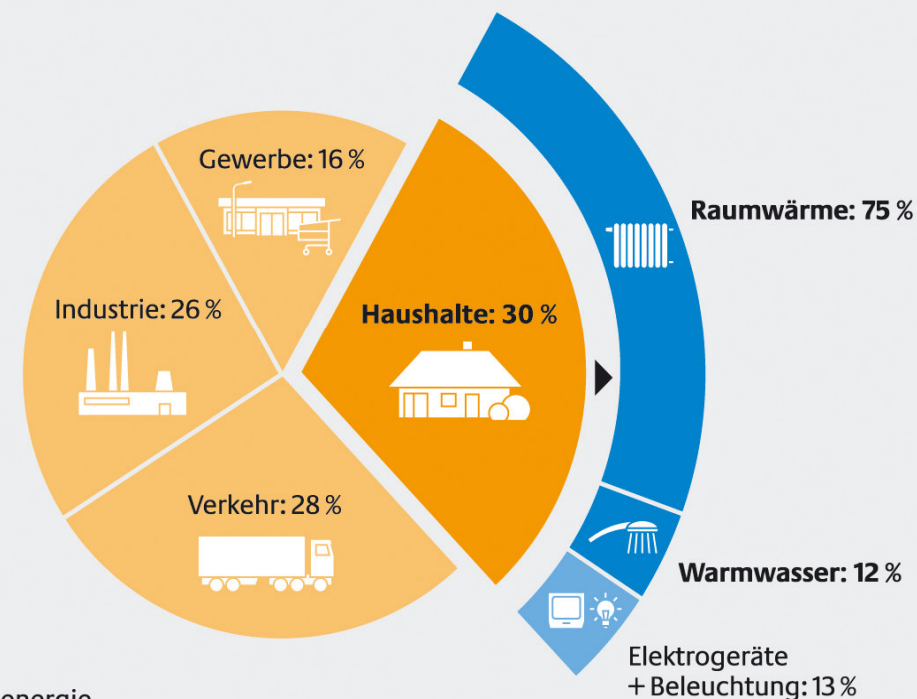 Gewerbe: 16 %
Raumwärme: 75 %
Industrie: 26 %
Haushalte: 30 %
Verkehr: 28 %
Warmwasser: 12 %
Elektrogeräte
+ Beleuchtung: 13 %